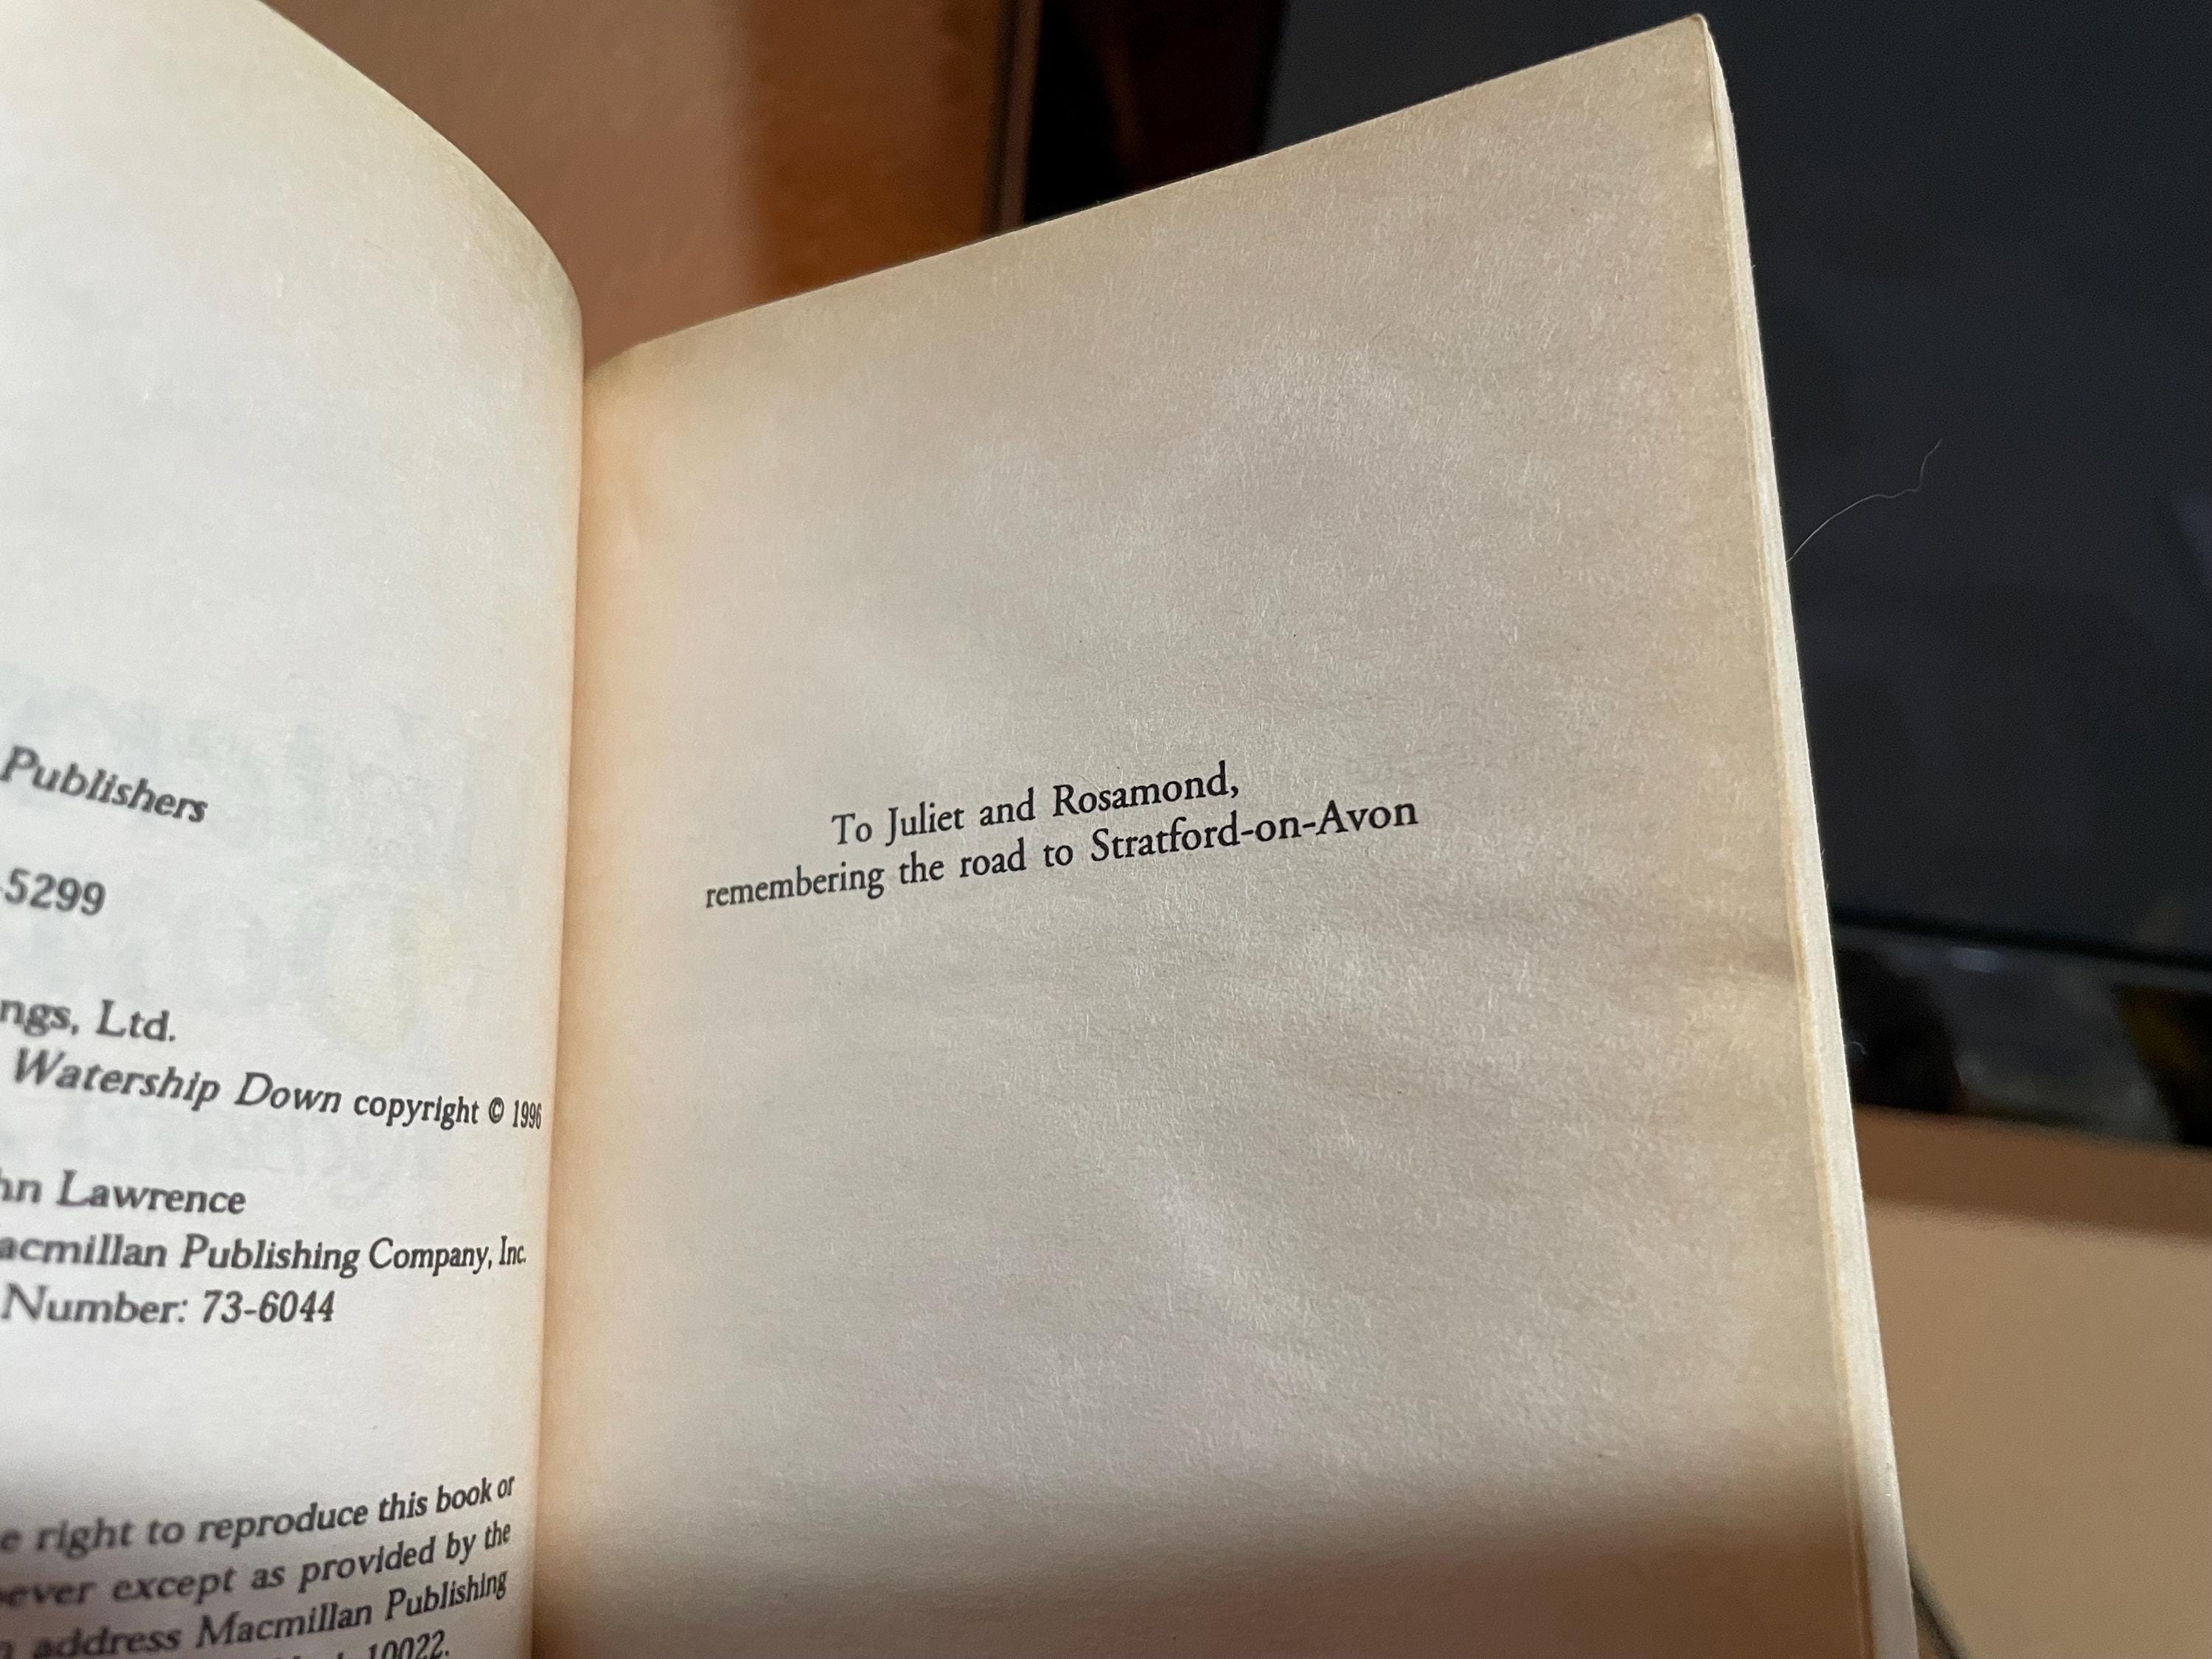 Publishers
5299
ngs, Ltd.
Watership Down copyright © 1996
hn Lawrence
acmillan Publishing Company, Inc.
Number: 73-6044
e right to reproduce this book or
ever except as provided by the
address Macmillan Publishing
10022.
To Juliet and Rosamond,
remembering the road to Stratford-on-Avon